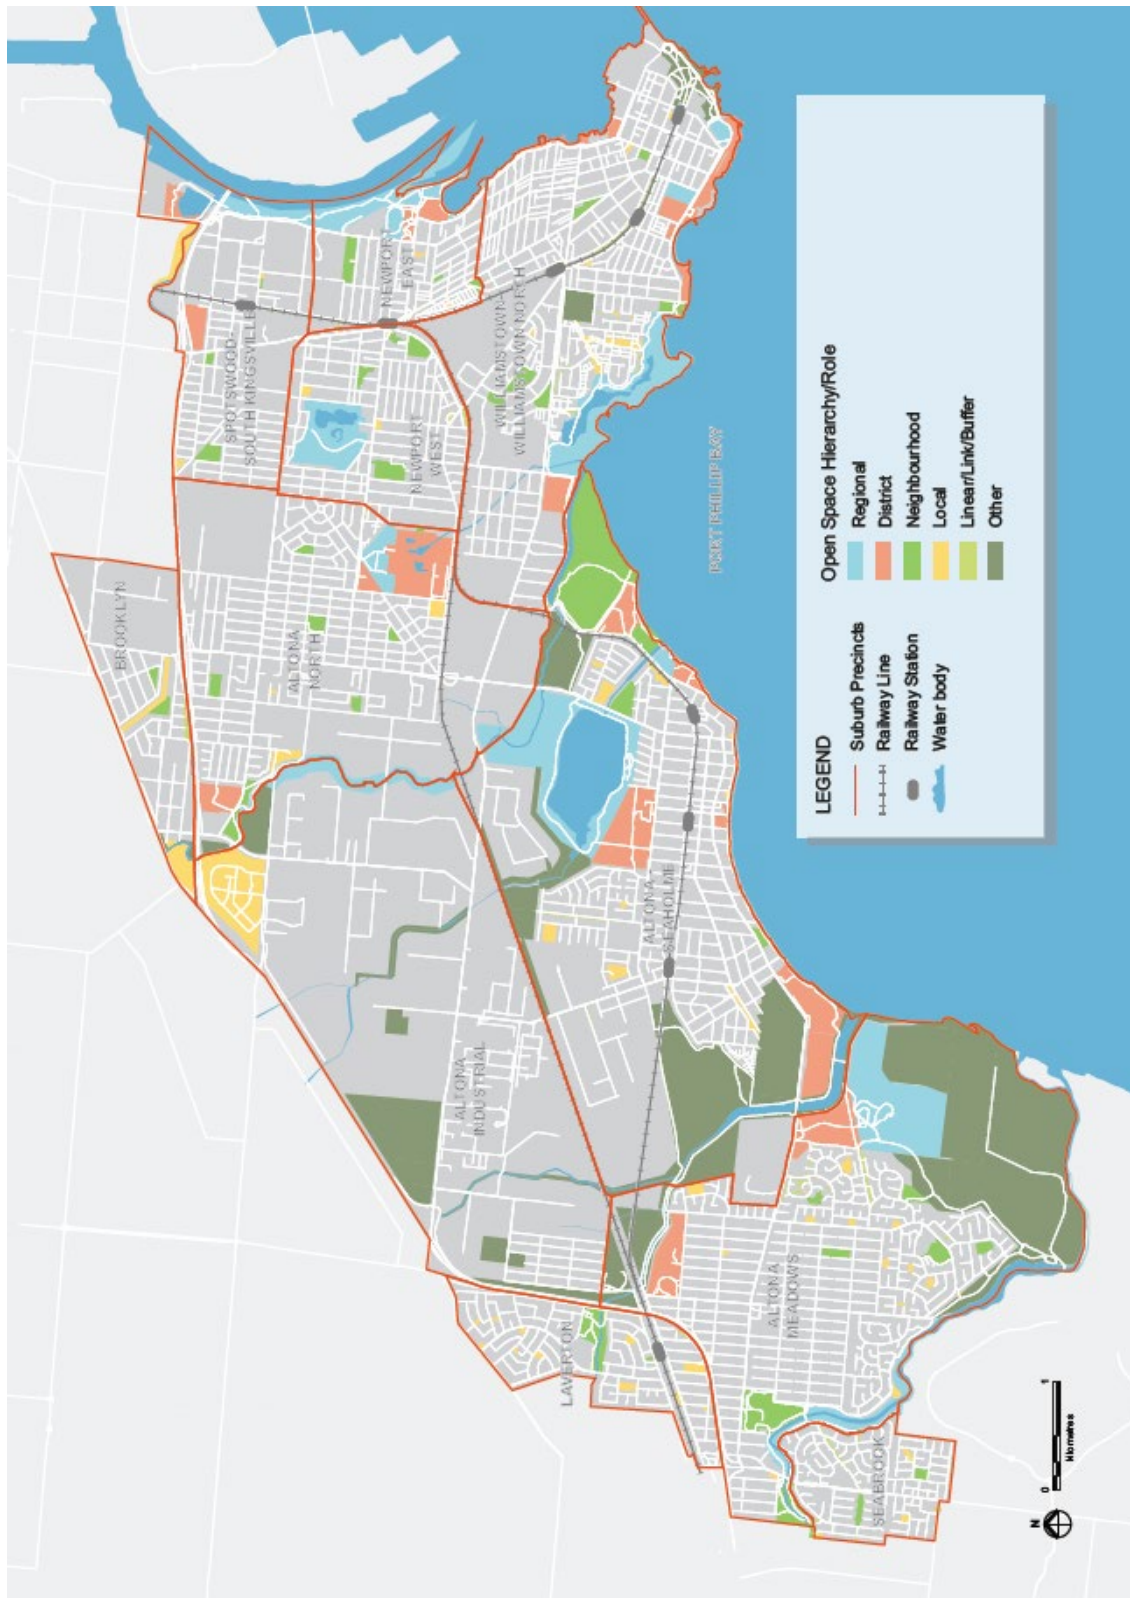 BROOKLYN
SPOTSWOOD-
SOUTH KINGSVILLE
NEWPORT
EAST
NEWPORT
WEST
WILLIAMSTOWN-
WILLIAMSTOWN NORTH
ALTONA
NORTH
ALTONA
INDUSTRIAL
ALTONA
SEAHOLME
LAVERTON
ALTONA
MEADOWS
SEABROOK
PORT PHILLIP BAY
LEGEND
Suburb Precincts
Railway Line
Railway Station
Water body
Open Space Hierarchy/Role
Regional
District
Neighbourhood
Local
Linear/Link/Buffer
Other
N
0 1
Kilometres